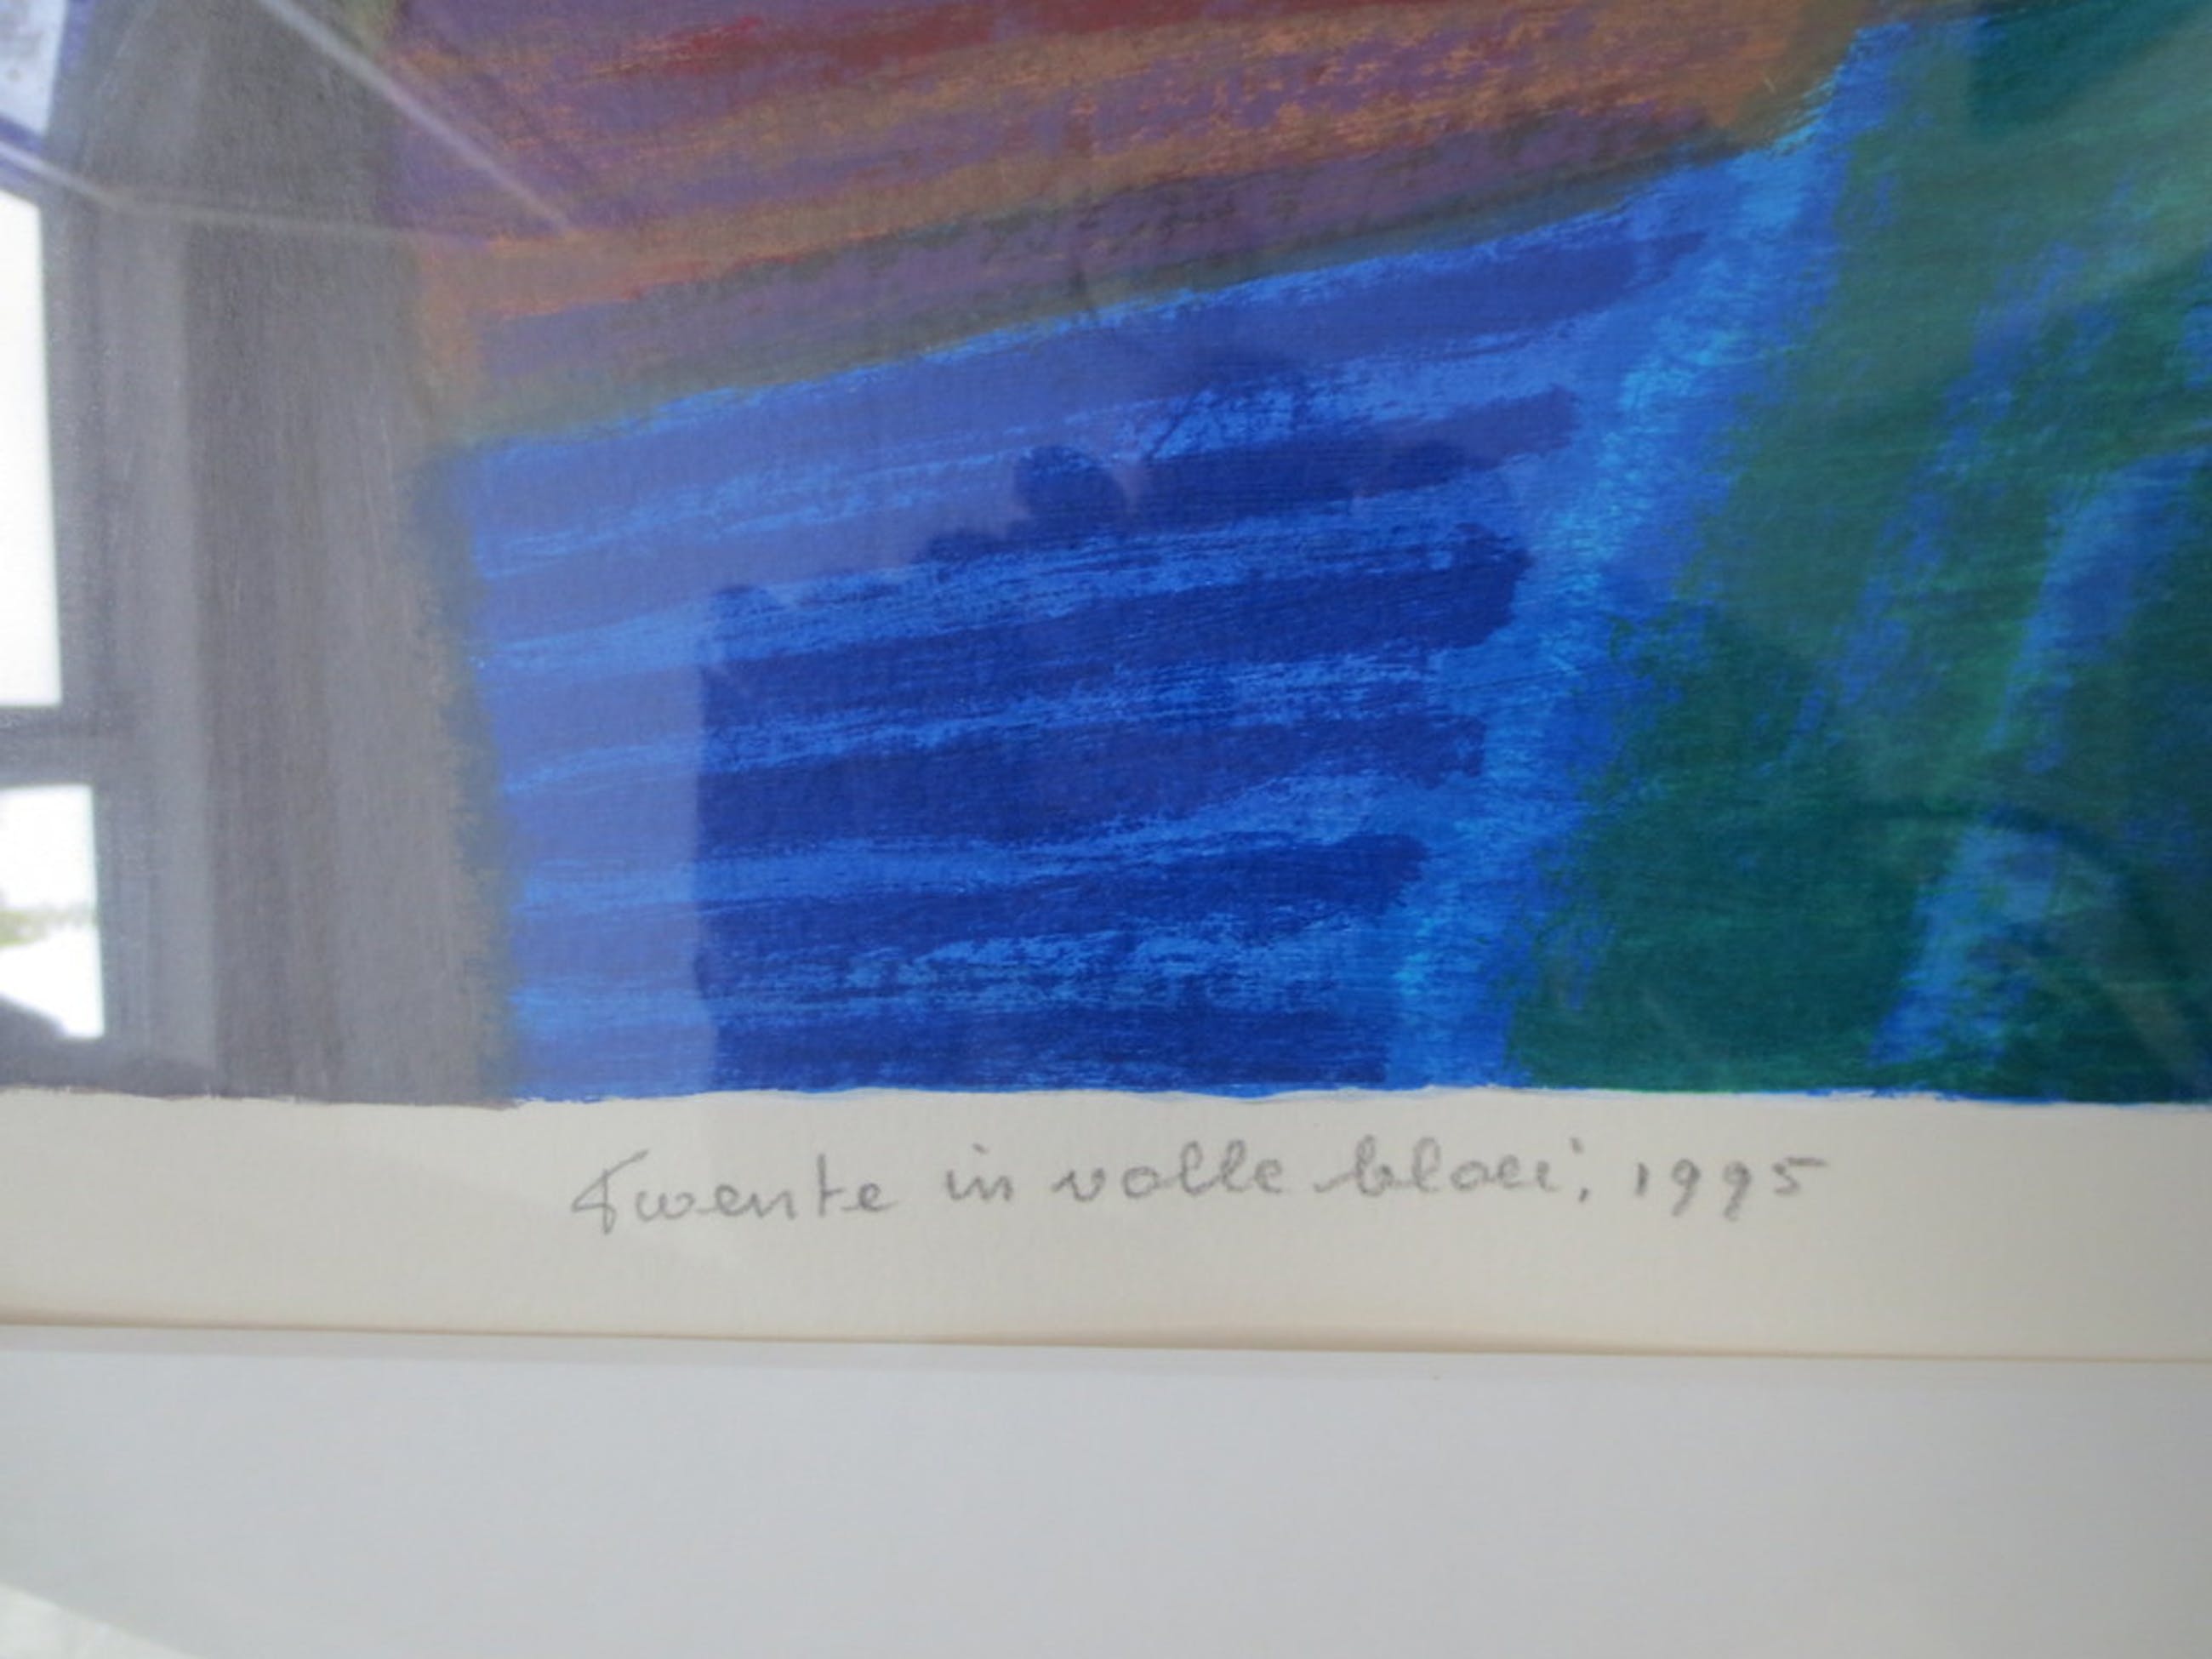 Twente in volle bloei, 1995